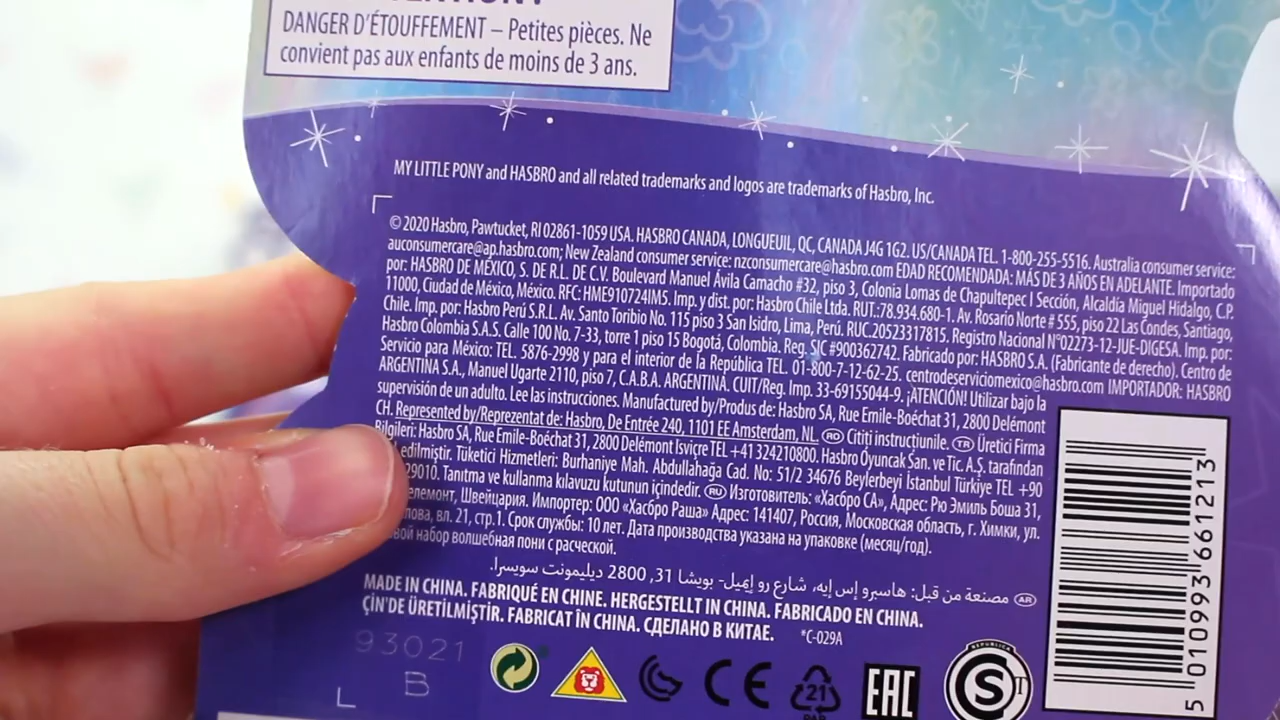 DANGER D'ÉTOUFFEMENT – Petites pièces. Ne
convient pas aux enfants de moins de 3 ans.
MY LITTLE PONY and HASBRO and all related trademarks and logos are trademarks of Hasbro, Inc.
© 2020 Hasbro, Pawtucket, RI 02861-1059 USA. HASBRO CANADA, LONGUEUIL, QC, CANADA J4G 1G2. US/CANADA TEL. 1-800-255-5516. Australia consumer service:
auconsumercare@ap.hasbro.com; New Zealand consumer service: nzconsumercare@hasbro.com EDAD RECOMENDADA: MÁS DE 3 AÑOS EN ADELANTE. Importado
por: HASBRO DE MÉXICO, S. DE R.L. DE C.V. Boulevard Manuel Ávila Camacho #32, piso 3, Colonia Lomas de Chapultepec I Sección, Alcaldía Miguel Hidalgo, C.P.
11000, Ciudad de México, México. RFC: HME910724IM5. Imp. y dist. por: Hasbro Chile Ltda. RUT.:78.934.680-1. Av. Rosario Norte # 555, piso 22 Las Condes, Santiago,
Chile. Imp. por: Hasbro Perú S.R.L. Av. Santo Toribio No. 115 piso 3 San Isidro, Lima, Perú. RUC.20523317815. Registro Nacional N°02273-12-JUE-DIGESA. Imp. por:
Hasbro Colombia S.A.S. Calle 100 No. 7-33, torre 1 piso 15 Bogotá, Colombia. Reg. SIC #900362742. Fabricado por: HASBRO S.A. (Fabricante de derecho). Centro de
Servicio para México: TEL. 5876-2998 y para el interior de la República TEL. 01-800-7-12-62-25. centrodeserviciomexico@hasbro.com IMPORTADOR: HASBRO
ARGENTINA S.A., Manuel Ugarte 2110, piso 7, C.A.B.A. ARGENTINA. CUIT/Reg. Imp. 33-69155044-9. ¡ATENCIÓN! Utilizar bajo la
supervisión de un adulto. Lee las instrucciones. Manufactured by/Produs de: Hasbro SA, Rue Emile-Boéchat 31, 2800 Delémont
CH. Represented by/Reprezentat de: Hasbro, De Entrée 240, 1101 EE Amsterdam, NL. RO Citiți instrucțiunile. TR Üretici Firma
Bilgileri: Hasbro SA, Rue Emile-Boéchat 31, 2800 Delémont İsviçre TEL +41 324210800. Hasbro Oyuncak San. ve Tic. A.Ş. tarafından
edilmiştir. Tüketici Hizmetleri: Burhaniye Mah. Abdullahağa Cad. No: 51/2 34676 Beylerbeyi İstanbul Türkiye TEL +90
29010. Tanıtma ve kullanma kılavuzu kutunun içindedir. RU Изготовитель: «Хасбро СА», Адрес: Рю Эмиль Боша 31,
елемонт, Швейцария. Импортер: ООО «Хасбро Раша» Адрес: 141407, Россия, Московская область, г. Химки, ул.
лова, вл. 21, стр.1. Срок службы: 10 лет. Дата производства указана на упаковке (месяц/год).
вой набор волшебная пони с расческой.
AR مصنعة من قبل: هاسبرو إس إيه، شارع رو إيميل- بويشا 31, 2800 ديليمونت سويسرا.
MADE IN CHINA. FABRIQUÉ EN CHINE. HERGESTELLT IN CHINA. FABRICADO EN CHINA.
ÇİN'DE ÜRETİLMİŞTİR. FABRICAT ÎN CHINA. СДЕЛАНО В КИТАЕ. *C-029A
93021
B
L
CE
21
PAP
EAC
REPUBLICA
S
5 010993 661213